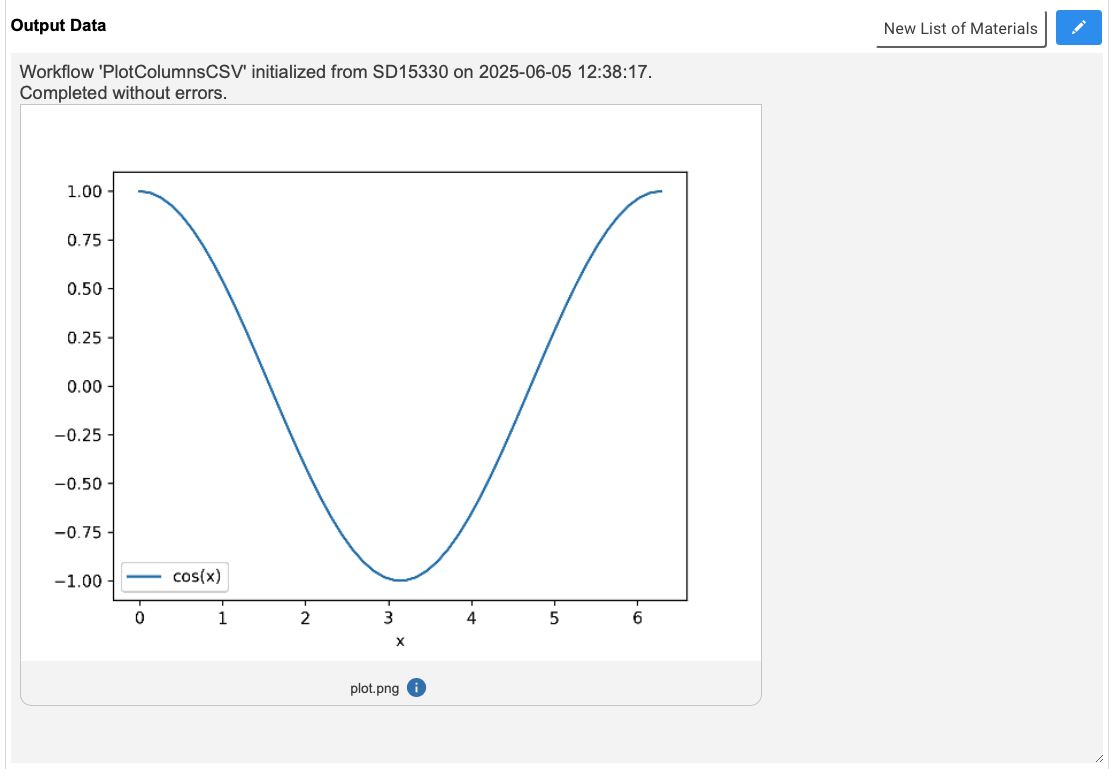 Output Data
New List of Materials
Workflow 'PlotColumnsCSV' initialized from SD15330 on 2025-06-05 12:38:17.
Completed without errors.
1.00
0.75
0.50
0.25
0.00
−0.25
−0.50
−0.75
−1.00
cos(x)
0 1 2 3 4 5 6
x
plot.png i